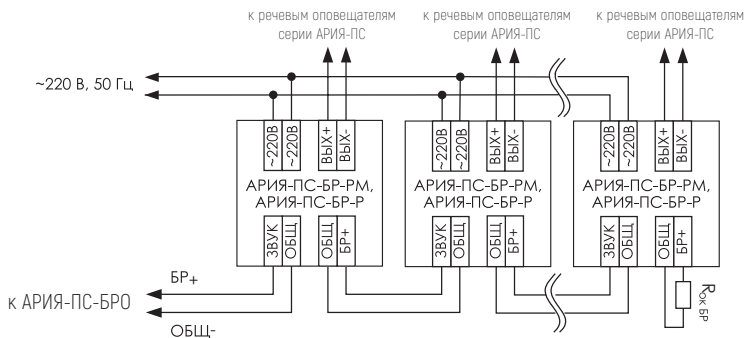 к речевым оповещателям
серии АРИЯ-ПС
к речевым оповещателям
серии АРИЯ-ПС
к речевым оповещателям
серии АРИЯ-ПС
~220 В, 50 Гц
~220В
~220В
ВЫХ+
ВЫХ-
~220В
~220В
ВЫХ+
ВЫХ-
~220В
~220В
ВЫХ+
ВЫХ-
АРИЯ-ПС-БР-РМ,
АРИЯ-ПС-БР-Р
АРИЯ-ПС-БР-РМ,
АРИЯ-ПС-БР-Р
АРИЯ-ПС-БР-РМ,
АРИЯ-ПС-БР-Р
ЗВУК
ОБЩ
ОБЩ
БР+
ЗВУК
ОБЩ
ОБЩ
БР+
ЗВУК
ОБЩ
ОБЩ
БР+
БР+
к АРИЯ-ПС-БРО
ОБЩ-
Rок БР